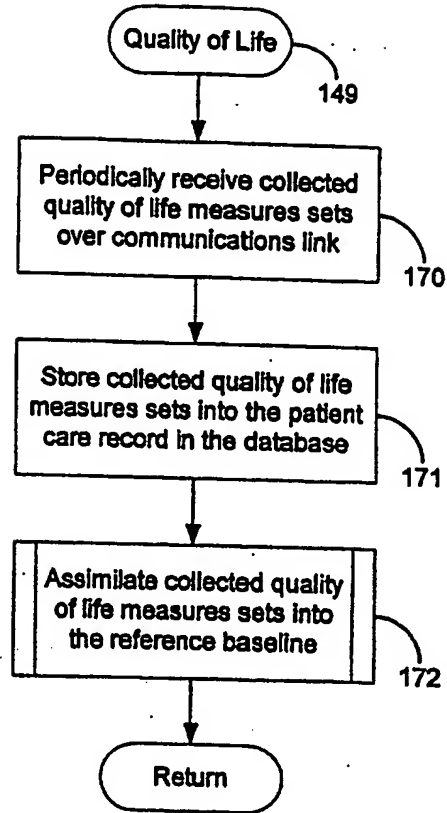 Quality of Life
149
Periodically receive collected
quality of life measures sets
over communications link
170
Store collected quality of life
measures sets into the patient
care record in the database
171
Assimilate collected quality
of life measures sets into
the reference baseline
172
Return